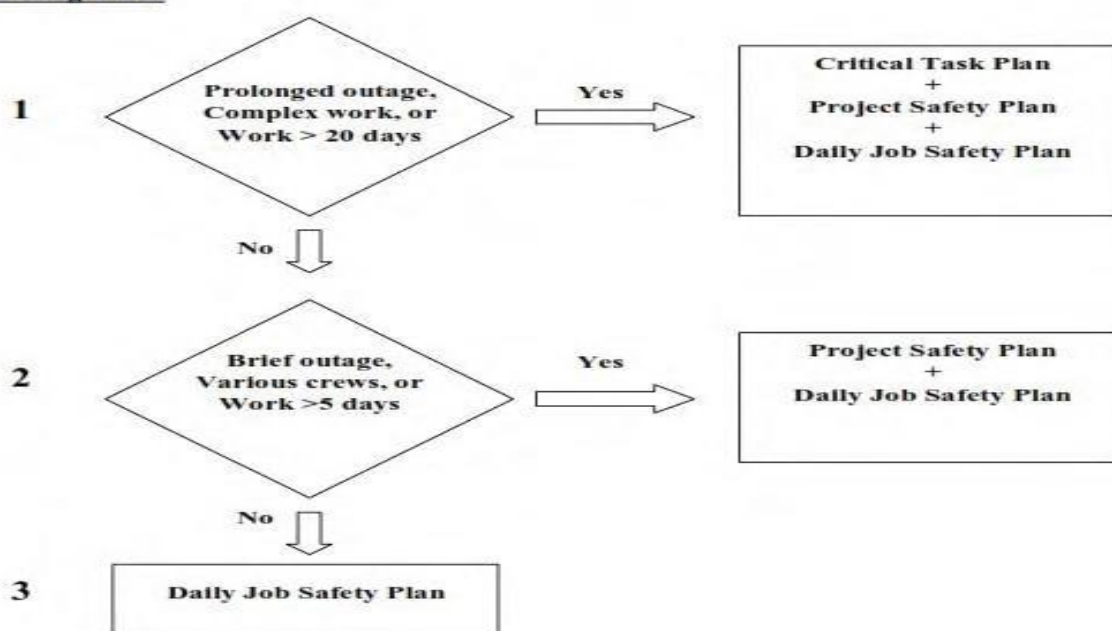 1
Prolonged outage,
Complex work, or
Work > 20 days
Yes
Critical Task Plan
+
Project Safety Plan
+
Daily Job Safety Plan
No
2
Brief outage,
Various crews, or
Work >5 days
Yes
Project Safety Plan
+
Daily Job Safety Plan
No
3
Daily Job Safety Plan